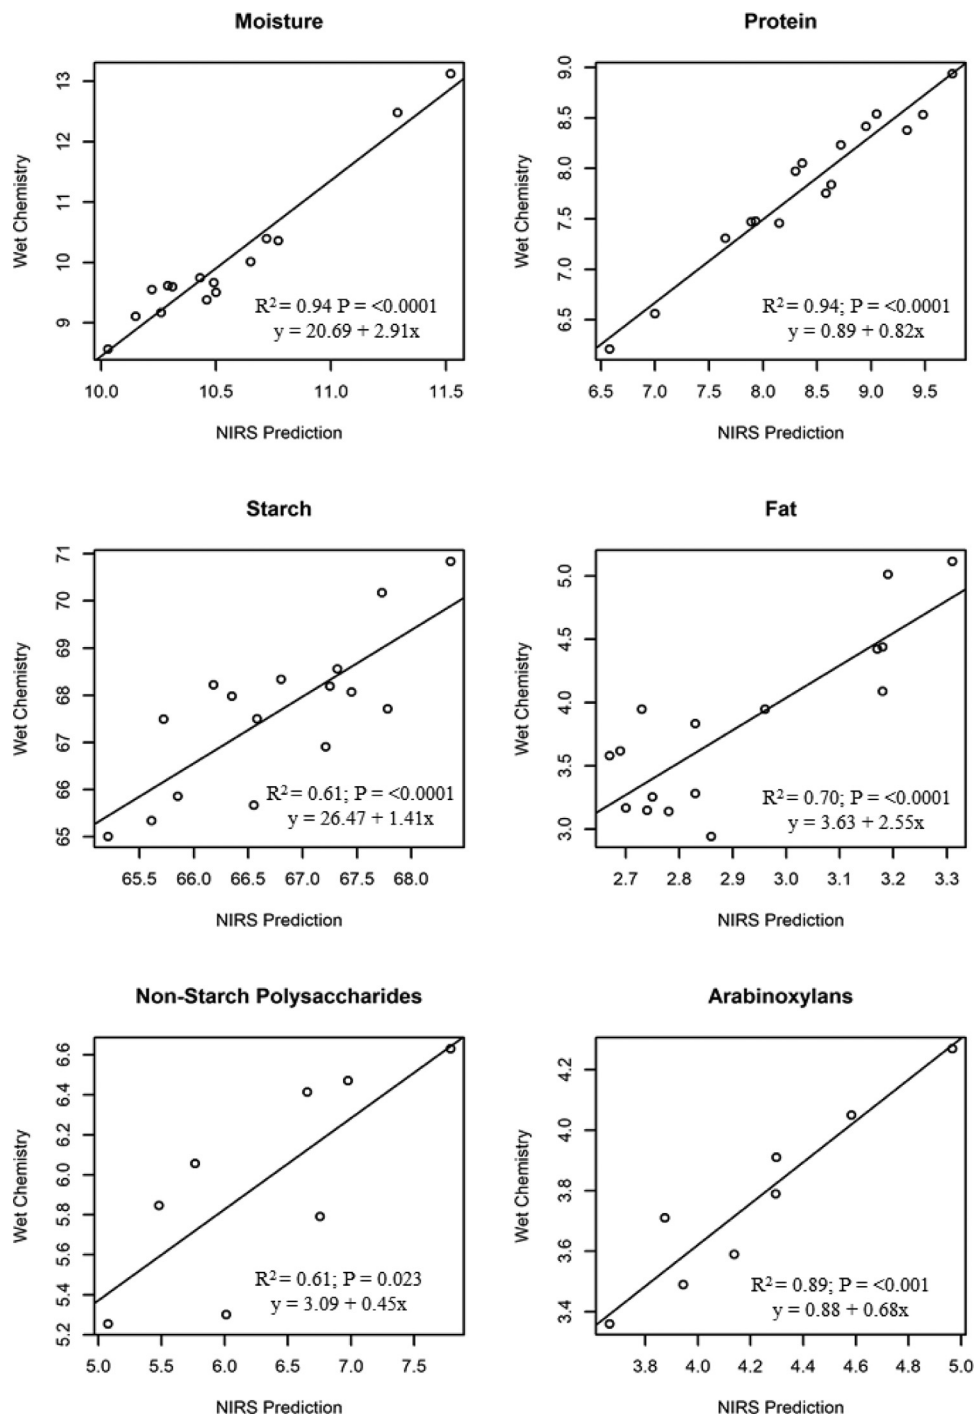 Moisture
Wet Chemistry
13
12
11
10
9
R² = 0.94 P = <0.0001
y = 20.69 + 2.91x
10.0 10.5 11.0 11.5
NIRS Prediction
Protein
Wet Chemistry
9.0
8.5
8.0
7.5
7.0
6.5
R² = 0.94; P = <0.0001
y = 0.89 + 0.82x
6.5 7.0 7.5 8.0 8.5 9.0 9.5
NIRS Prediction
Starch
Wet Chemistry
71
70
69
68
67
66
65
R² = 0.61; P = <0.0001
y = 26.47 + 1.41x
65.5 66.0 66.5 67.0 67.5 68.0
NIRS Prediction
Fat
Wet Chemistry
5.0
4.5
4.0
3.5
3.0
R² = 0.70; P = <0.0001
y = 3.63 + 2.55x
2.7 2.8 2.9 3.0 3.1 3.2 3.3
NIRS Prediction
Non-Starch Polysaccharides
Wet Chemistry
6.6
6.4
6.2
6.0
5.8
5.6
5.4
5.2
R² = 0.61; P = 0.023
y = 3.09 + 0.45x
5.0 5.5 6.0 6.5 7.0 7.5
NIRS Prediction
Arabinoxylans
Wet Chemistry
4.2
4.0
3.8
3.6
3.4
R² = 0.89; P = <0.001
y = 0.88 + 0.68x
3.8 4.0 4.2 4.4 4.6 4.8 5.0
NIRS Prediction